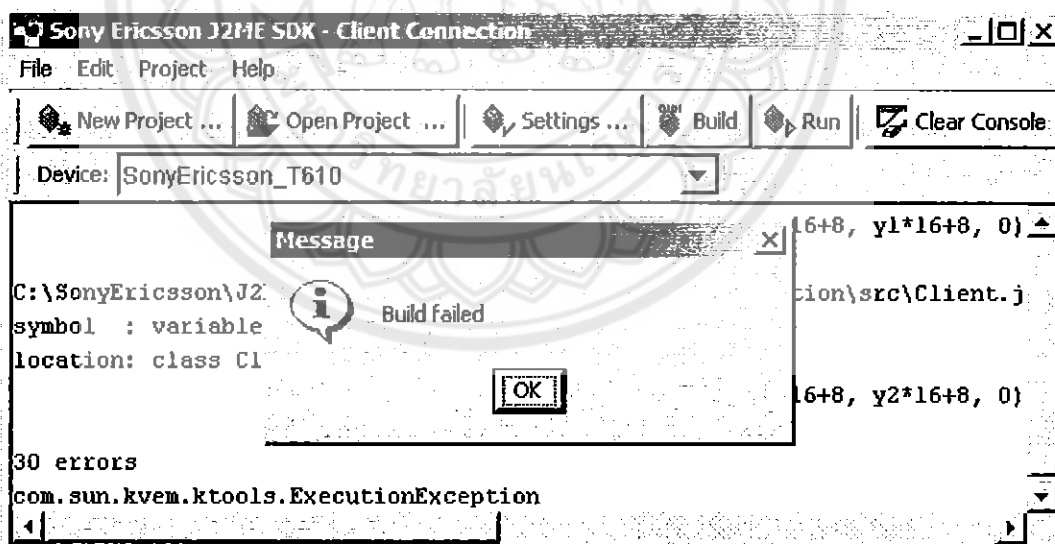 Sony Ericsson J2ME SDK - Client Connection
File Edit Project Help
New Project ... Open Project ... Settings ... Build Run Clear Console
Device: SonyEricsson_T610
16+8, y1*16+8, 0)
Message
C:\SonyEricsson\J2 tion\src\Client.j
Build failed
symbol : variable
location: class Cl
OK
16+8, y2*16+8, 0)
30 errors
com.sun.kvem.ktools.ExecutionException